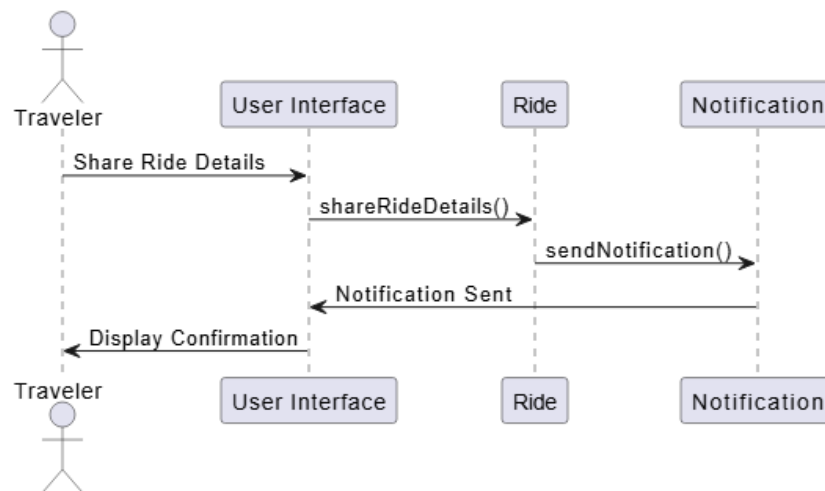 Traveler
User Interface
Ride
Notification
Share Ride Details
shareRideDetails()
sendNotification()
Notification Sent
Display Confirmation
Traveler
User Interface
Ride
Notification